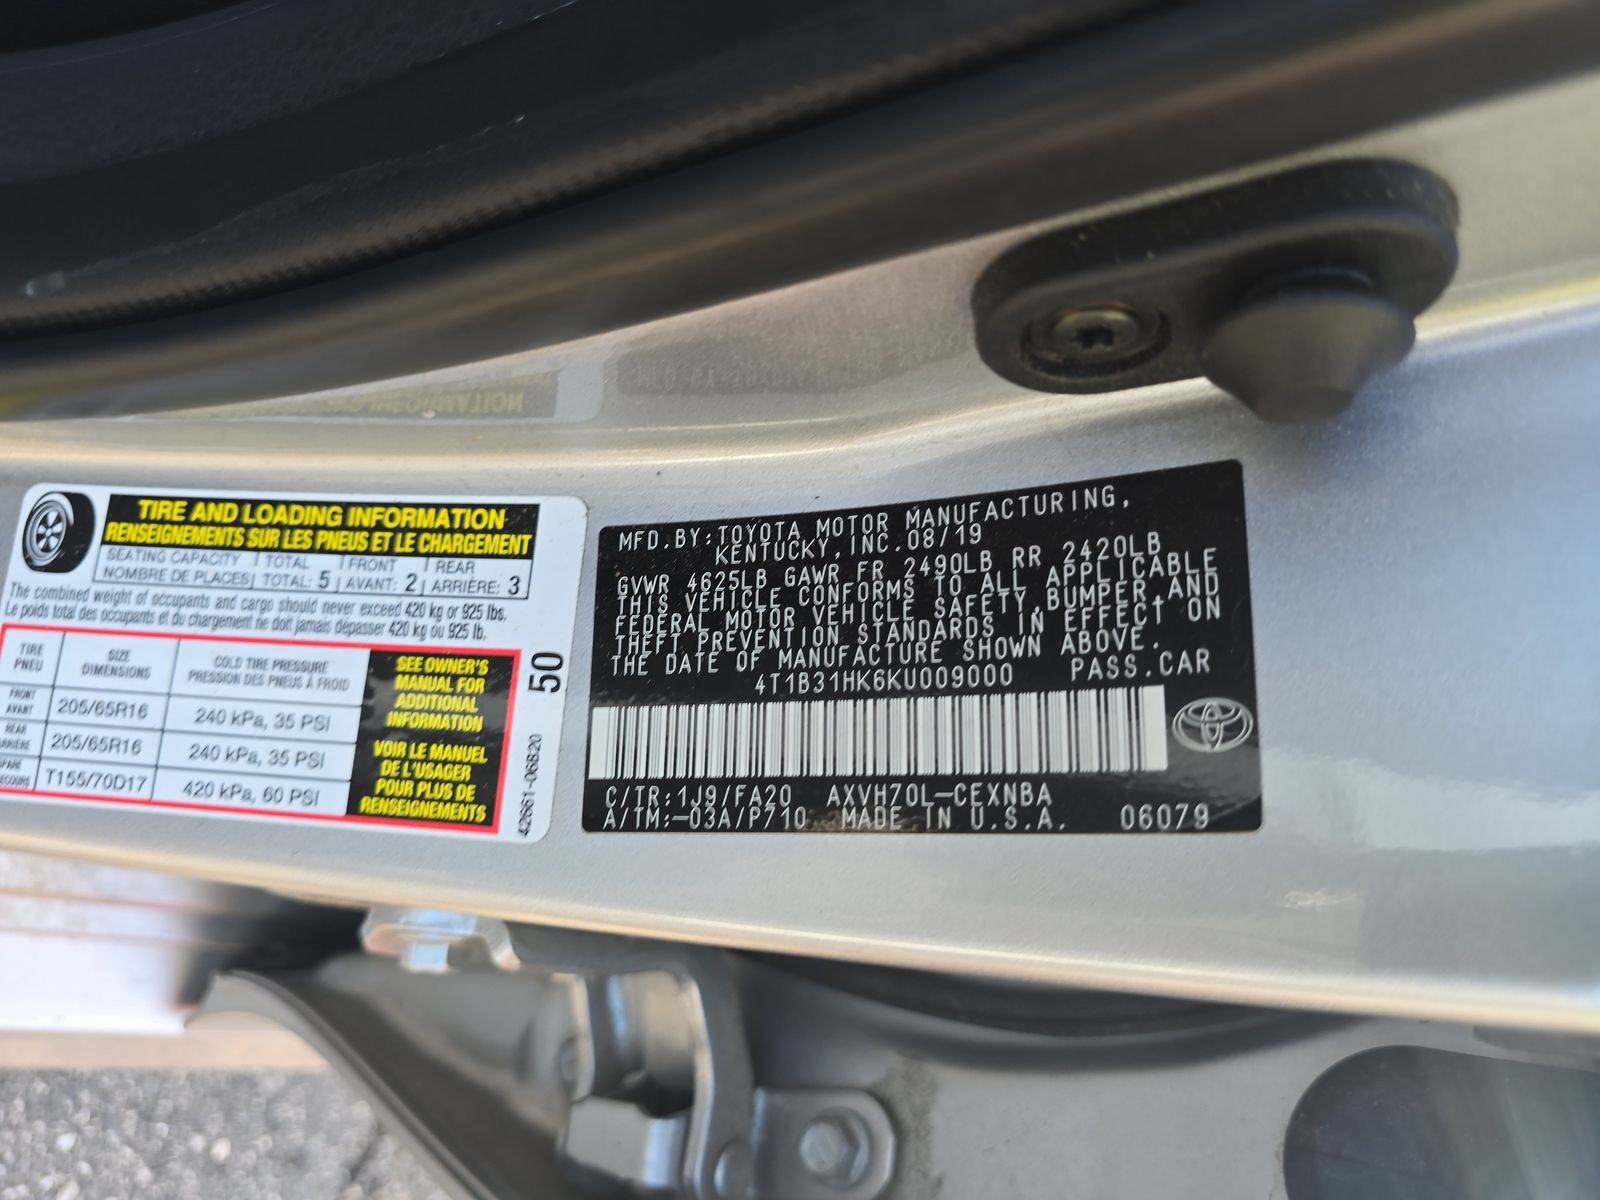 TIRE AND LOADING INFORMATION
RENSEIGNEMENTS SUR LES PNEUS ET LE CHARGEMENT
SEATING CAPACITY TOTAL FRONT REAR
NOMBRE DE PLACES TOTAL: 5 AVANT: 2 ARRIÈRE: 3
The combined weight of occupants and cargo should never exceed 420 kg or 925 lbs.
Le poids total des occupants et du chargement ne doit jamais dépasser 420 kg ou 925 lb.
TIRE
PNEU
SIZE
DIMENSIONS
COLD TIRE PRESSURE
PRESSION DES PNEUS À FROID
FRONT
AVANT
205/65R16
240 kPa, 35 PSI
REAR
205/65R16
240 kPa, 35 PSI
T155/70D17
420 kPa, 60 PSI
SEE OWNER'S
MANUAL FOR
ADDITIONAL
INFORMATION
VOIR LE MANUEL
DE L'USAGER
POUR PLUS DE
RENSEIGNEMENTS
50
42661-06820
MFD.BY:TOYOTA MOTOR MANUFACTURING,
KENTUCKY,INC.08/19
GVWR 4625LB GAWR FR 2490LB RR 2420LB
THIS VEHICLE CONFORMS TO ALL APPLICABLE
FEDERAL MOTOR VEHICLE SAFETY,BUMPER,AND
THEFT PREVENTION STANDARDS IN EFFECT ON
THE DATE OF MANUFACTURE SHOWN ABOVE.
4T1B31HK6KU009000 PASS.CAR
C/TR:1J9/FA20 AXVH70L-CEXNBA
A/TM:-03A/P710 MADE IN U.S.A. 06079